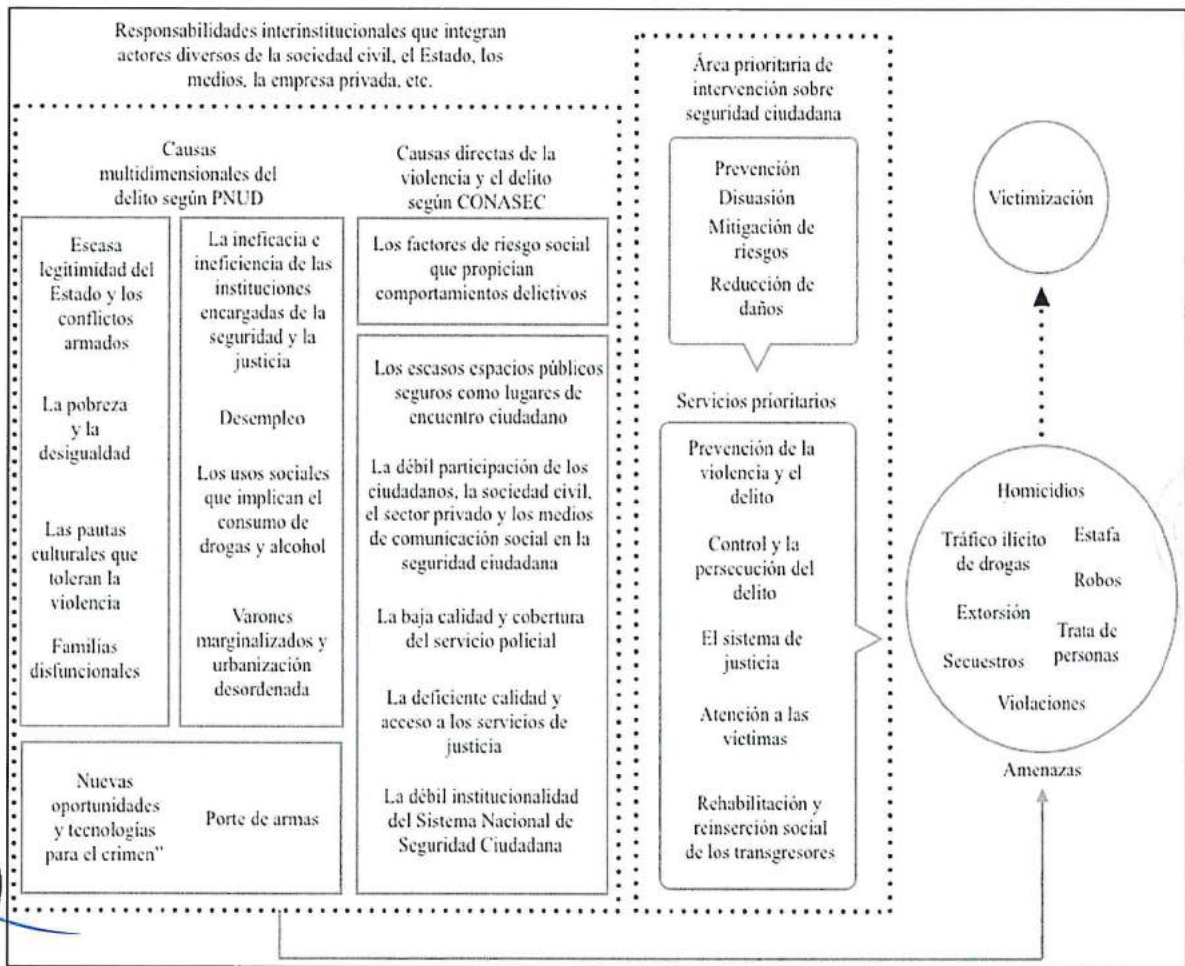 Responsabilidades interinstitucionales que integran
actores diversos de la sociedad civil, el Estado, los
medios, la empresa privada, etc.
Causas
multidimensionales del
delito según PNUD
Escasa
legitimidad del
Estado y los
conflictos
armados
La pobreza
y la
desigualdad
Las pautas
culturales que
toleran la
violencia
Familias
disfuncionales
La ineficacia e
ineficiencia de las
instituciones
encargadas de la
seguridad y la
justicia
Desempleo
Los usos sociales
que implican el
consumo de
drogas y alcohol
Varones
marginalizados y
urbanización
desordenada
Nuevas
oportunidades
y tecnologías
para el crimen”
Porte de armas
Causas directas de la
violencia y el delito
según CONASEC
Los factores de riesgo social
que propician
comportamientos delictivos
Los escasos espacios públicos
seguros como lugares de
encuentro ciudadano
La débil participación de los
ciudadanos, la sociedad civil,
el sector privado y los medios
de comunicación social en la
seguridad ciudadana
La baja calidad y cobertura
del servicio policial
La deficiente calidad y
acceso a los servicios de
justicia
La débil institucionalidad
del Sistema Nacional de
Seguridad Ciudadana
Área prioritaria de
intervención sobre
seguridad ciudadana
Prevención
Disuasión
Mitigación de
riesgos
Reducción de
daños
Servicios prioritarios
Prevención de la
violencia y el
delito
Control y la
persecución del
delito
El sistema de
justicia
Atención a las
víctimas
Rehabilitación y
reinserción social
de los transgresores
Victimización
Homicidios
Tráfico ilícito
de drogas
Estafa
Robos
Extorsión
Trata de
personas
Secuestros
Violaciones
Amenazas